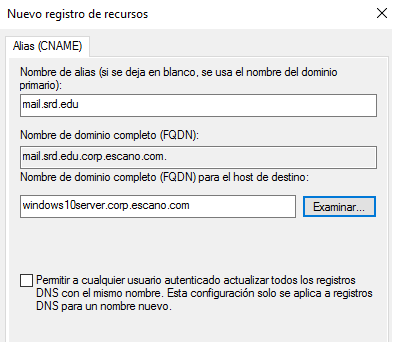 Nuevo registro de recursos
Alias (CNAME)
Nombre de alias (si se deja en blanco, se usa el nombre del dominio
primario):
mail.srd.edu
Nombre de dominio completo (FQDN):
mail.srd.edu.corp.escano.com.
Nombre de dominio completo (FQDN) para el host de destino:
windows10server.corp.escano.com
Examinar...
Permitir a cualquier usuario autenticado actualizar todos los registros
DNS con el mismo nombre. Esta configuración solo se aplica a registros
DNS para un nombre nuevo.